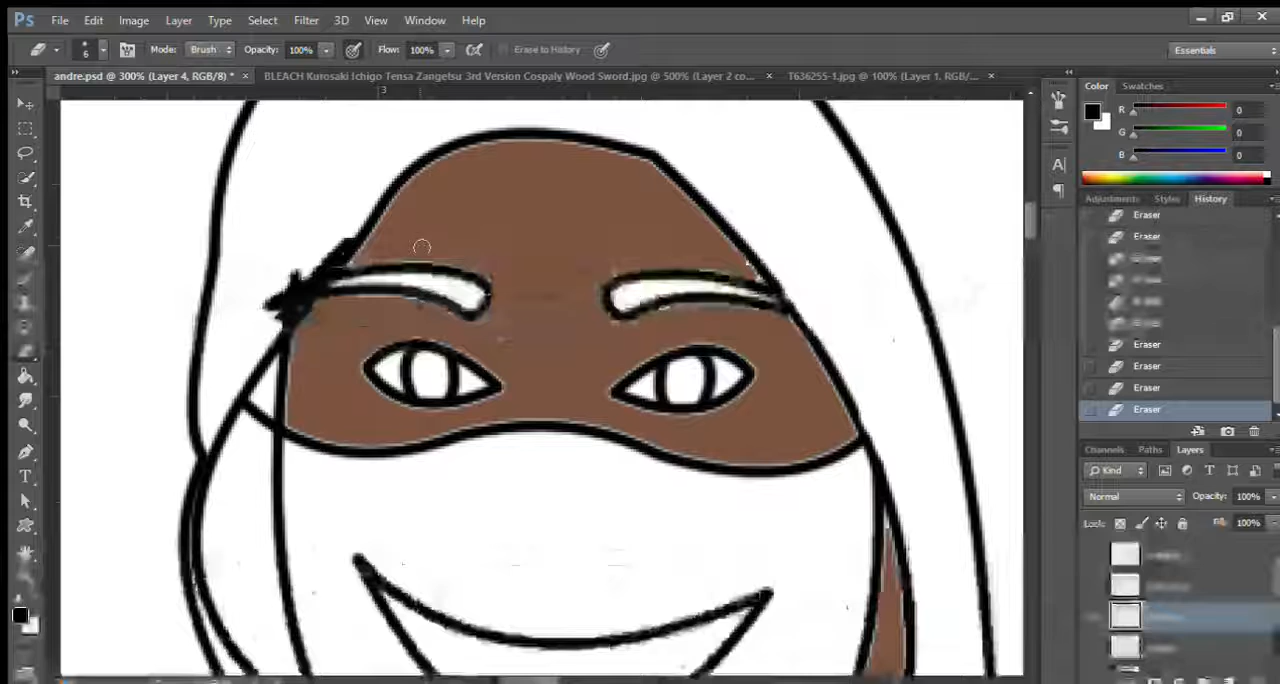 Ps File Edit Image Layer Type Select Filter 3D View Window Help
6 Mode: Brush Opacity: 100% Flow: 100% Erase to History Essentials
andre.psd @ 300% (Layer 4, RGB/8) * × BLEACH Kurosaki Ichigo Tensa Zangetsu 3rd Version Cospaly Wood Sword.jpg @ 500% (Layer 2 co... × T636255-1.jpg @ 100% (Layer 1, RGB/... ×
3
Color Swatches
R 0
G 0
B 0
Adjustments Styles History
Eraser
Eraser
Eraser
Eraser
Eraser
Eraser
Channels Paths Layers
Kind
Normal Opacity: 100%
Lock: 100%